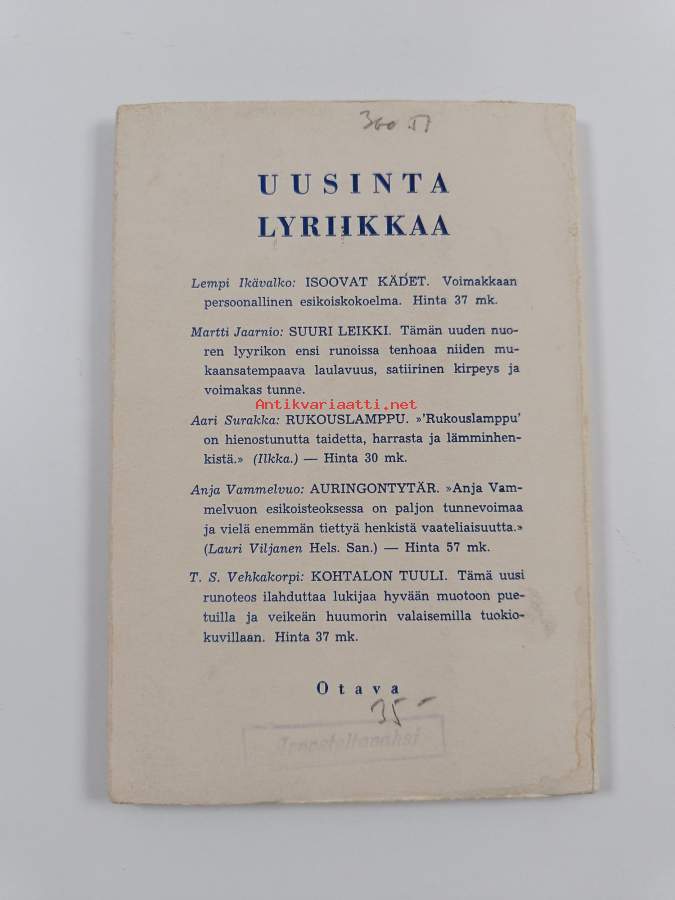 UUSINTA
LYRIIKKAA
Lempi Ikävalko: ISOOVAT KÄDET. Voimakkaan
persoonallinen esikoiskokoelma. Hinta 37 mk.
Martti Jaarnio: SUURI LEIKKI. Tämän uuden nuo-
ren lyyrikon ensi runoissa tenhoaa niiden mu-
kaansatempaava laulavuus, satiirinen kirpeys ja
voimakas tunne.
Antikvariaatti.net
Aari Surakka: RUKOUSLAMPPU. »'Rukouslamppu'
on hienostunutta taidetta, harrasta ja lämminhen-
kistä.» (Ilkka.) — Hinta 30 mk.
Anja Vammelvuo: AURINGONTYTÄR. »Anja Vam-
melvuon esikoisteoksessa on paljon tunnevoimaa
ja vielä enemmän tiettyä henkistä vaateliaisuutta.»
(Lauri Viljanen Hels. San.) — Hinta 57 mk.
T. S. Vehkakorpi: KOHTALON TUULI. Tämä uusi
runoteos ilahduttaa lukijaa hyvään muotoon pue-
tuilla ja veikeän huumorin valaisemilla tuokio-
kuvillaan. Hinta 37 mk.
Otava
35 -